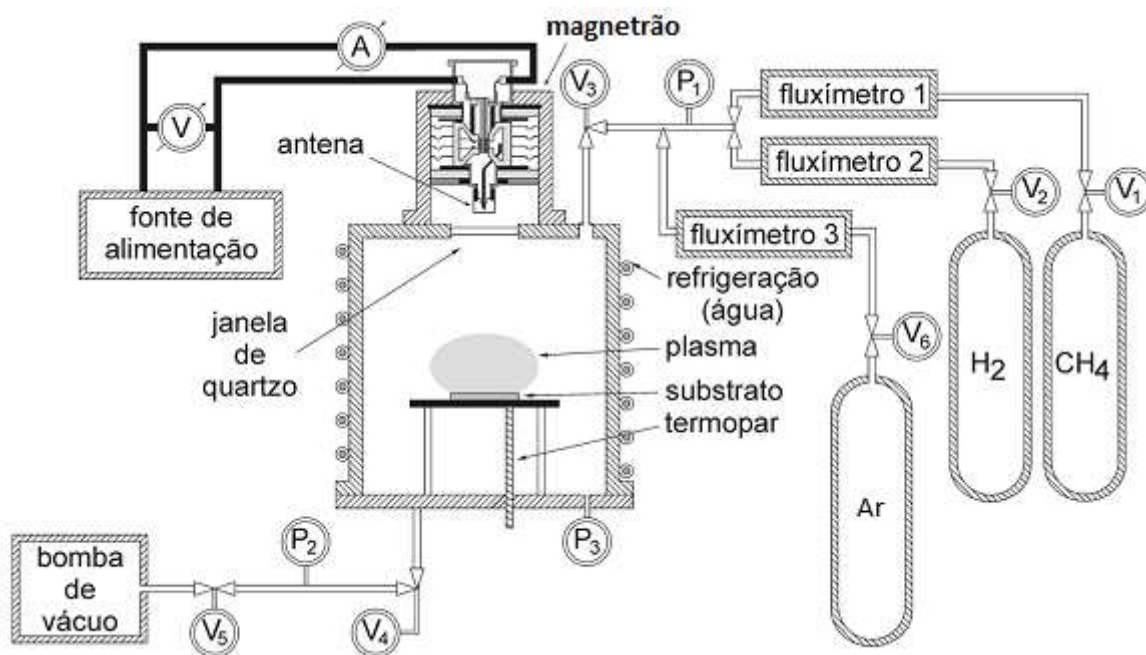 magnetrão
A
V₃
P₁
fluxímetro 1
V
antena
fluxímetro 2
V₂
V₁
fonte de
alimentação
fluxímetro 3
refrigeração
(água)
janela
de
quartzo
plasma
V₆
H₂
CH₄
substrato
termopar
Ar
bomba
de
vácuo
P₂
P₃
V₅
V₄